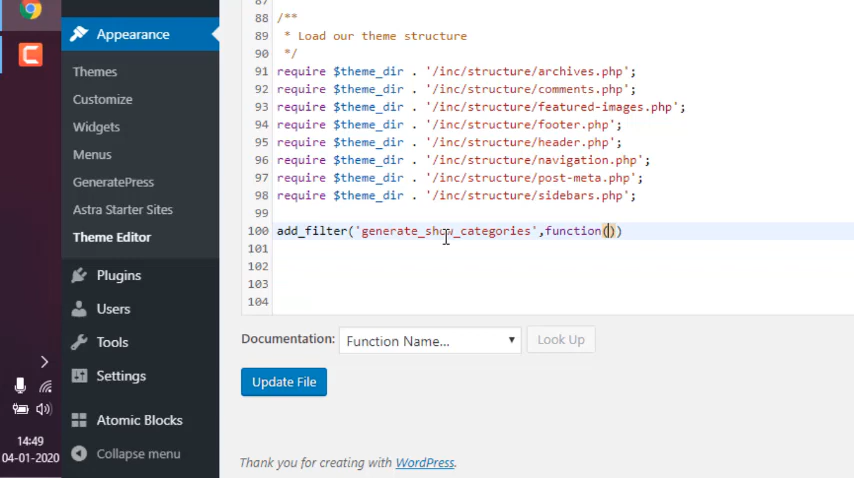 Appearance
Themes
Customize
Widgets
Menus
GeneratePress
Astra Starter Sites
Theme Editor
Plugins
Users
Tools
Settings
Atomic Blocks
Collapse menu
14:49
04-01-2020
87
88 /**
89 * Load our theme structure
90 */
91 require $theme_dir . '/inc/structure/archives.php';
92 require $theme_dir . '/inc/structure/comments.php';
93 require $theme_dir . '/inc/structure/featured-images.php';
94 require $theme_dir . '/inc/structure/footer.php';
95 require $theme_dir . '/inc/structure/header.php';
96 require $theme_dir . '/inc/structure/navigation.php';
97 require $theme_dir . '/inc/structure/post-meta.php';
98 require $theme_dir . '/inc/structure/sidebars.php';
99
100 add_filter('generate_show_categories',function())
101
102
103
104
Documentation: Function Name... Look Up
Update File
Thank you for creating with WordPress.